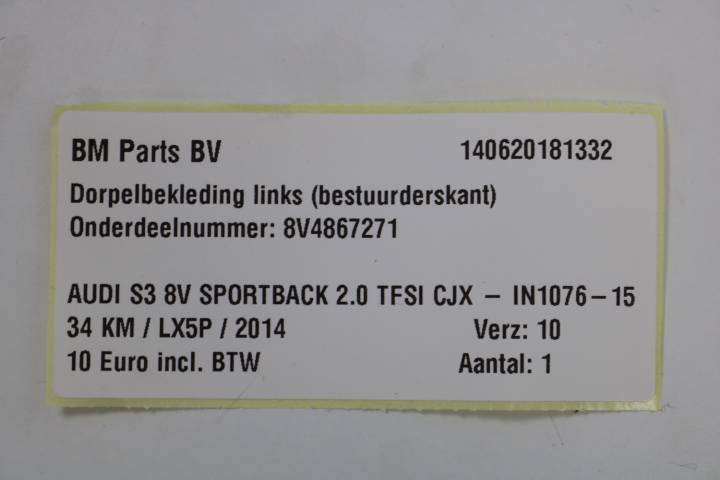 BM Parts BV 140620181332
Dorpelbekleding links (bestuurderskant)
Onderdeelnummer: 8V4867271
AUDI S3 8V SPORTBACK 2.0 TFSI CJX – IN1076–15
34 KM / LX5P / 2014 Verz: 10
10 Euro incl. BTW Aantal: 1